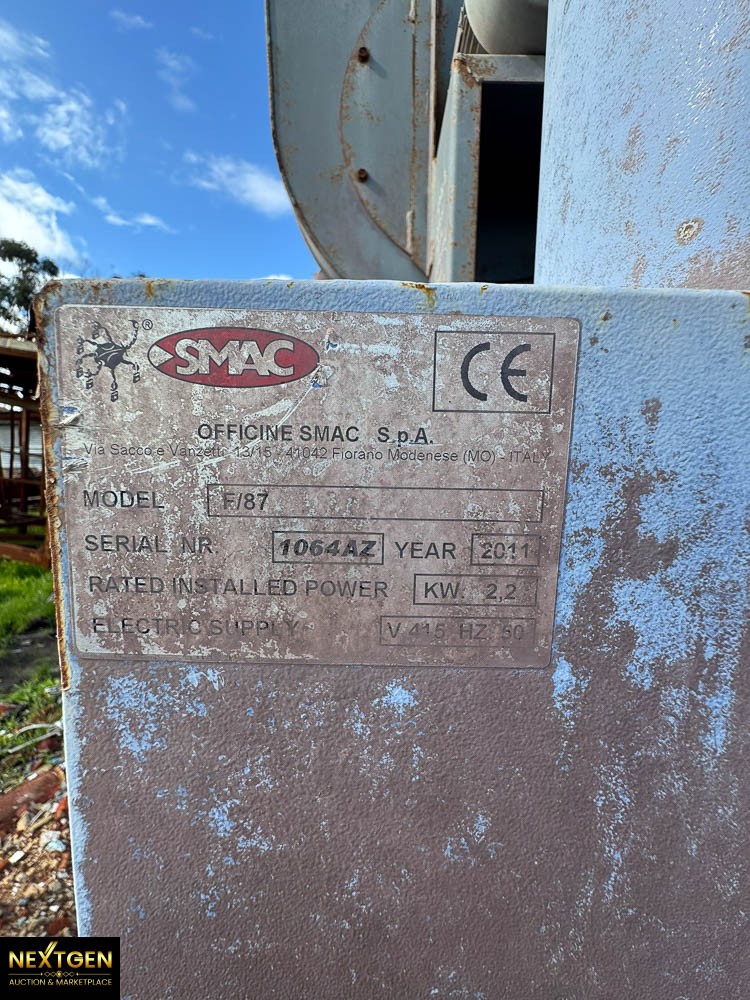 ®
SMAC
CE
OFFICINE SMAC S.p.A.
Via Sacco e Vanzetti, 13/15 - 41042 Fiorano Modenese (MO) - ITALY
MODEL F/87
SERIAL NR. 1064AZ YEAR 2011
RATED INSTALLED POWER KW. 2,2
ELECTRIC SUPPLY V 415 HZ. 50
NEXTGEN
AUCTION & MARKETPLACE